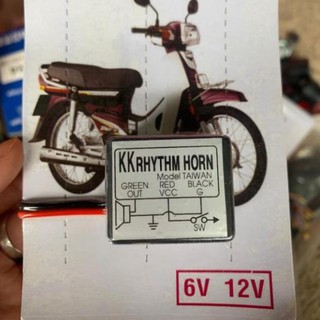 KK RHYTHM HORN
Model TAIWAN
GREEN RED BLACK
OUT VCC G
SW
6V 12V